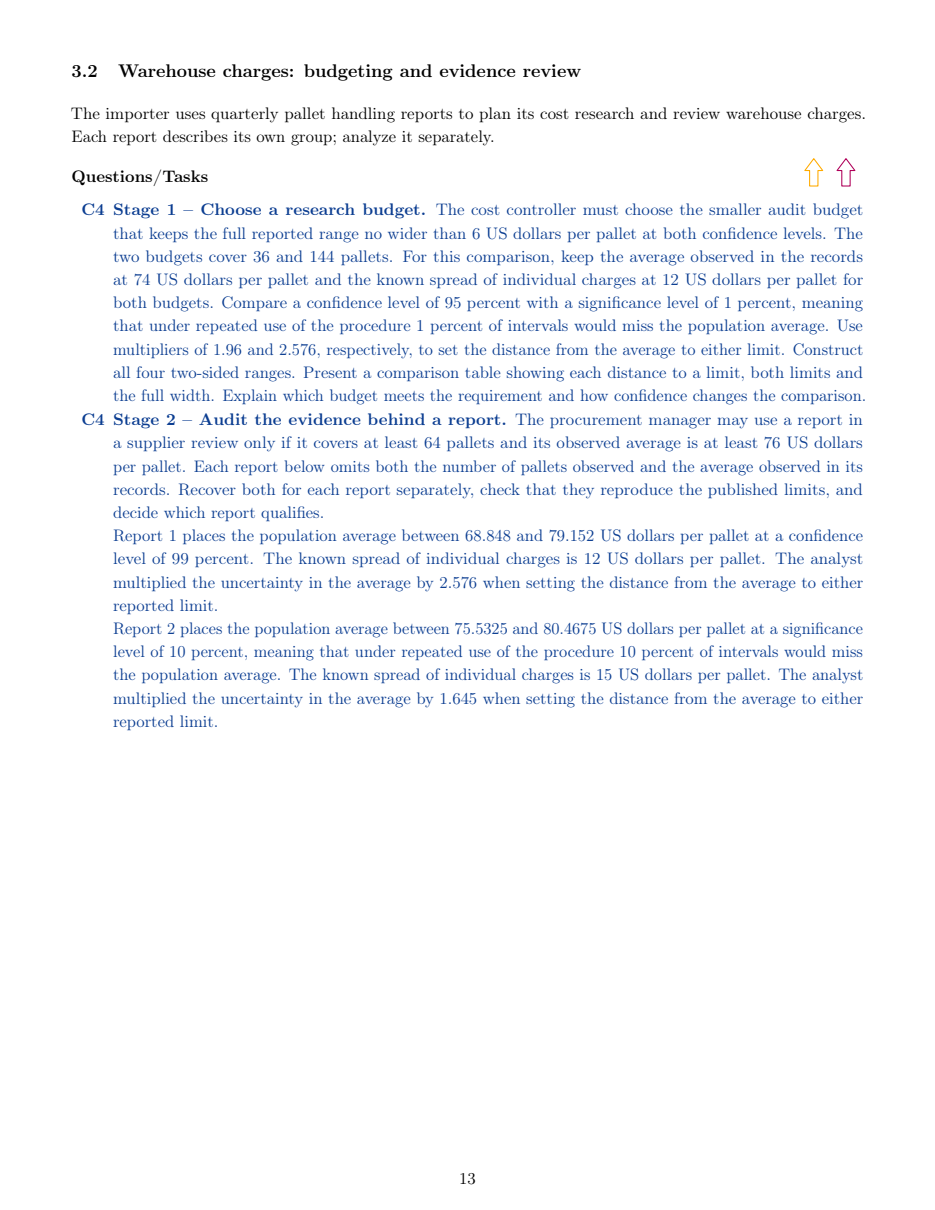 3.2 Warehouse charges: budgeting and evidence review
The importer uses quarterly pallet handling reports to plan its cost research and review warehouse charges.
Each report describes its own group; analyze it separately.
Questions/Tasks
C4 Stage 1 – Choose a research budget. The cost controller must choose the smaller audit budget
that keeps the full reported range no wider than 6 US dollars per pallet at both confidence levels. The
two budgets cover 36 and 144 pallets. For this comparison, keep the average observed in the records
at 74 US dollars per pallet and the known spread of individual charges at 12 US dollars per pallet for
both budgets. Compare a confidence level of 95 percent with a significance level of 1 percent, meaning
that under repeated use of the procedure 1 percent of intervals would miss the population average. Use
multipliers of 1.96 and 2.576, respectively, to set the distance from the average to either limit. Construct
all four two-sided ranges. Present a comparison table showing each distance to a limit, both limits and
the full width. Explain which budget meets the requirement and how confidence changes the comparison.
C4 Stage 2 – Audit the evidence behind a report. The procurement manager may use a report in
a supplier review only if it covers at least 64 pallets and its observed average is at least 76 US dollars
per pallet. Each report below omits both the number of pallets observed and the average observed in its
records. Recover both for each report separately, check that they reproduce the published limits, and
decide which report qualifies.
Report 1 places the population average between 68.848 and 79.152 US dollars per pallet at a confidence
level of 99 percent. The known spread of individual charges is 12 US dollars per pallet. The analyst
multiplied the uncertainty in the average by 2.576 when setting the distance from the average to either
reported limit.
Report 2 places the population average between 75.5325 and 80.4675 US dollars per pallet at a significance
level of 10 percent, meaning that under repeated use of the procedure 10 percent of intervals would miss
the population average. The known spread of individual charges is 15 US dollars per pallet. The analyst
multiplied the uncertainty in the average by 1.645 when setting the distance from the average to either
reported limit.
13